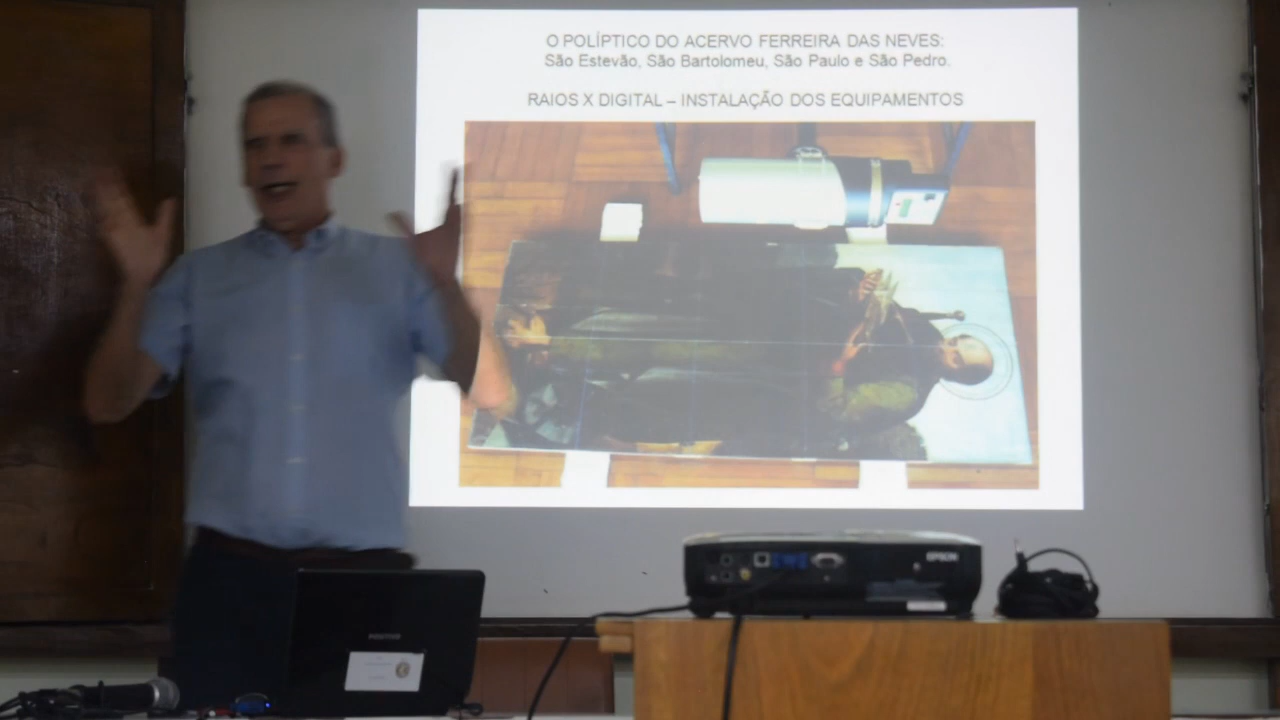 O POLÍPTICO DO ACERVO FERREIRA DAS NEVES:
São Estevão, São Bartolomeu, São Paulo e São Pedro.
RAIOS X DIGITAL – INSTALAÇÃO DOS EQUIPAMENTOS
EPSON